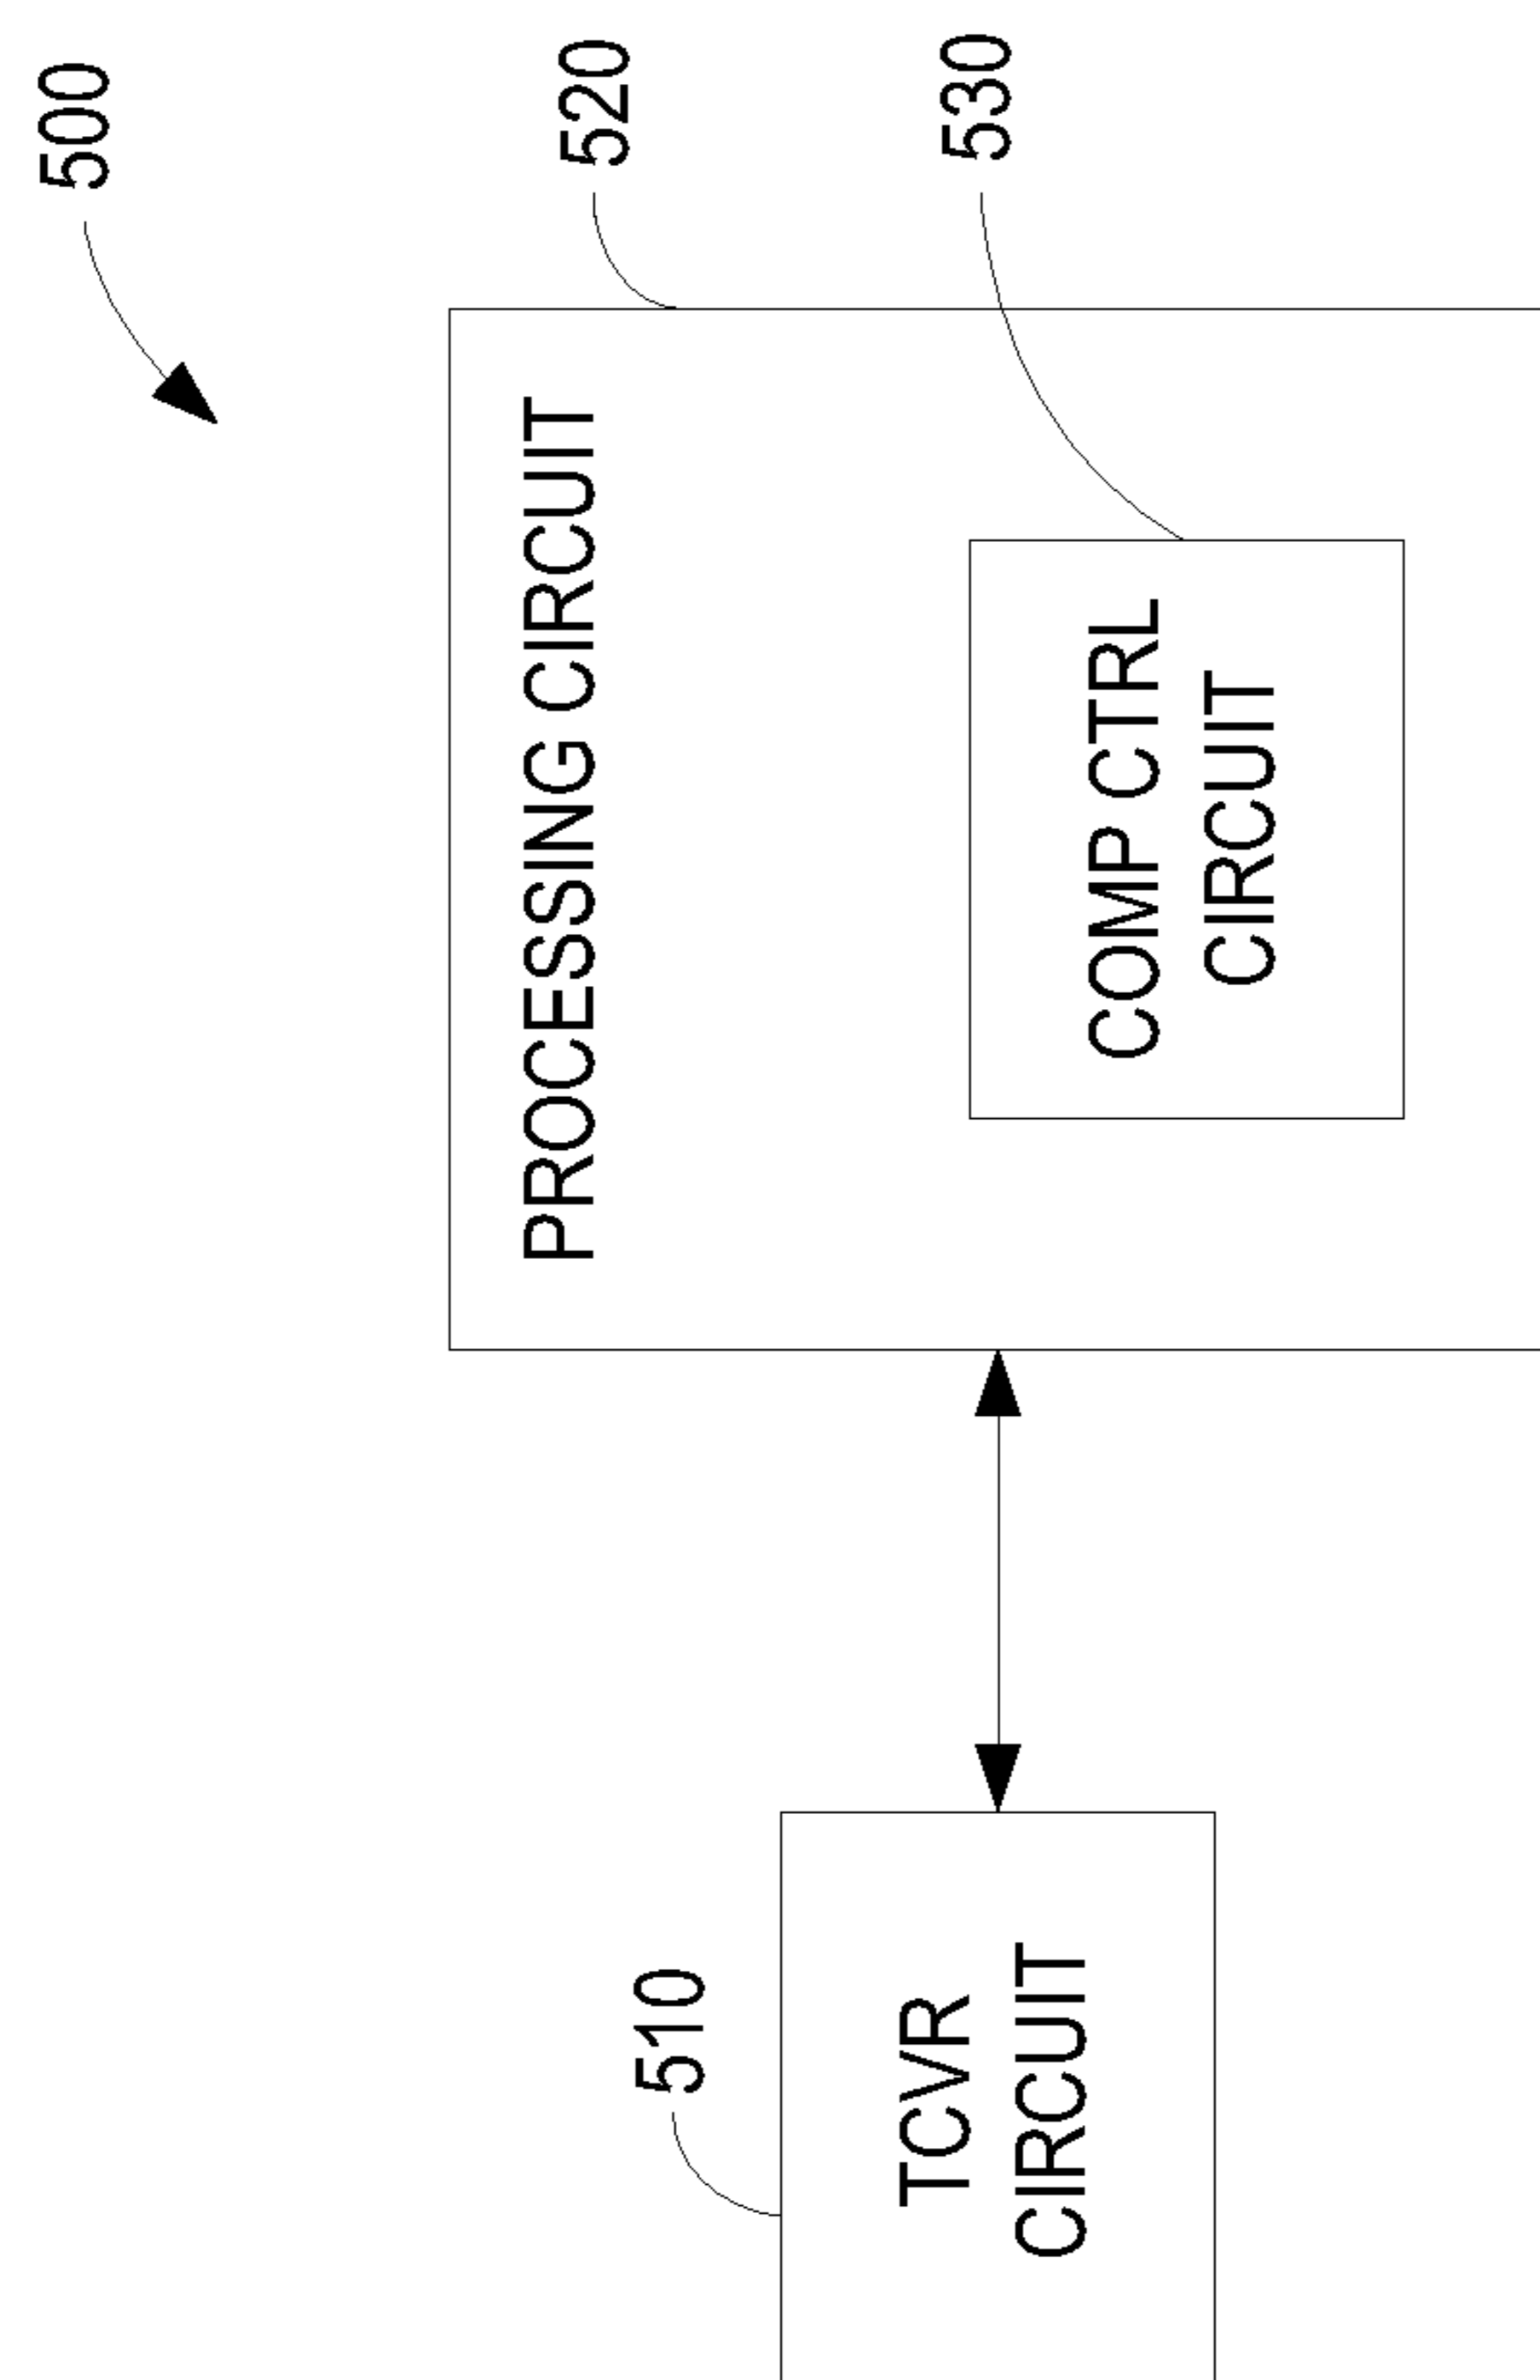 500
520
PROCESSING CIRCUIT
530
COMP CTRL
CIRCUIT
510
TCVR
CIRCUIT